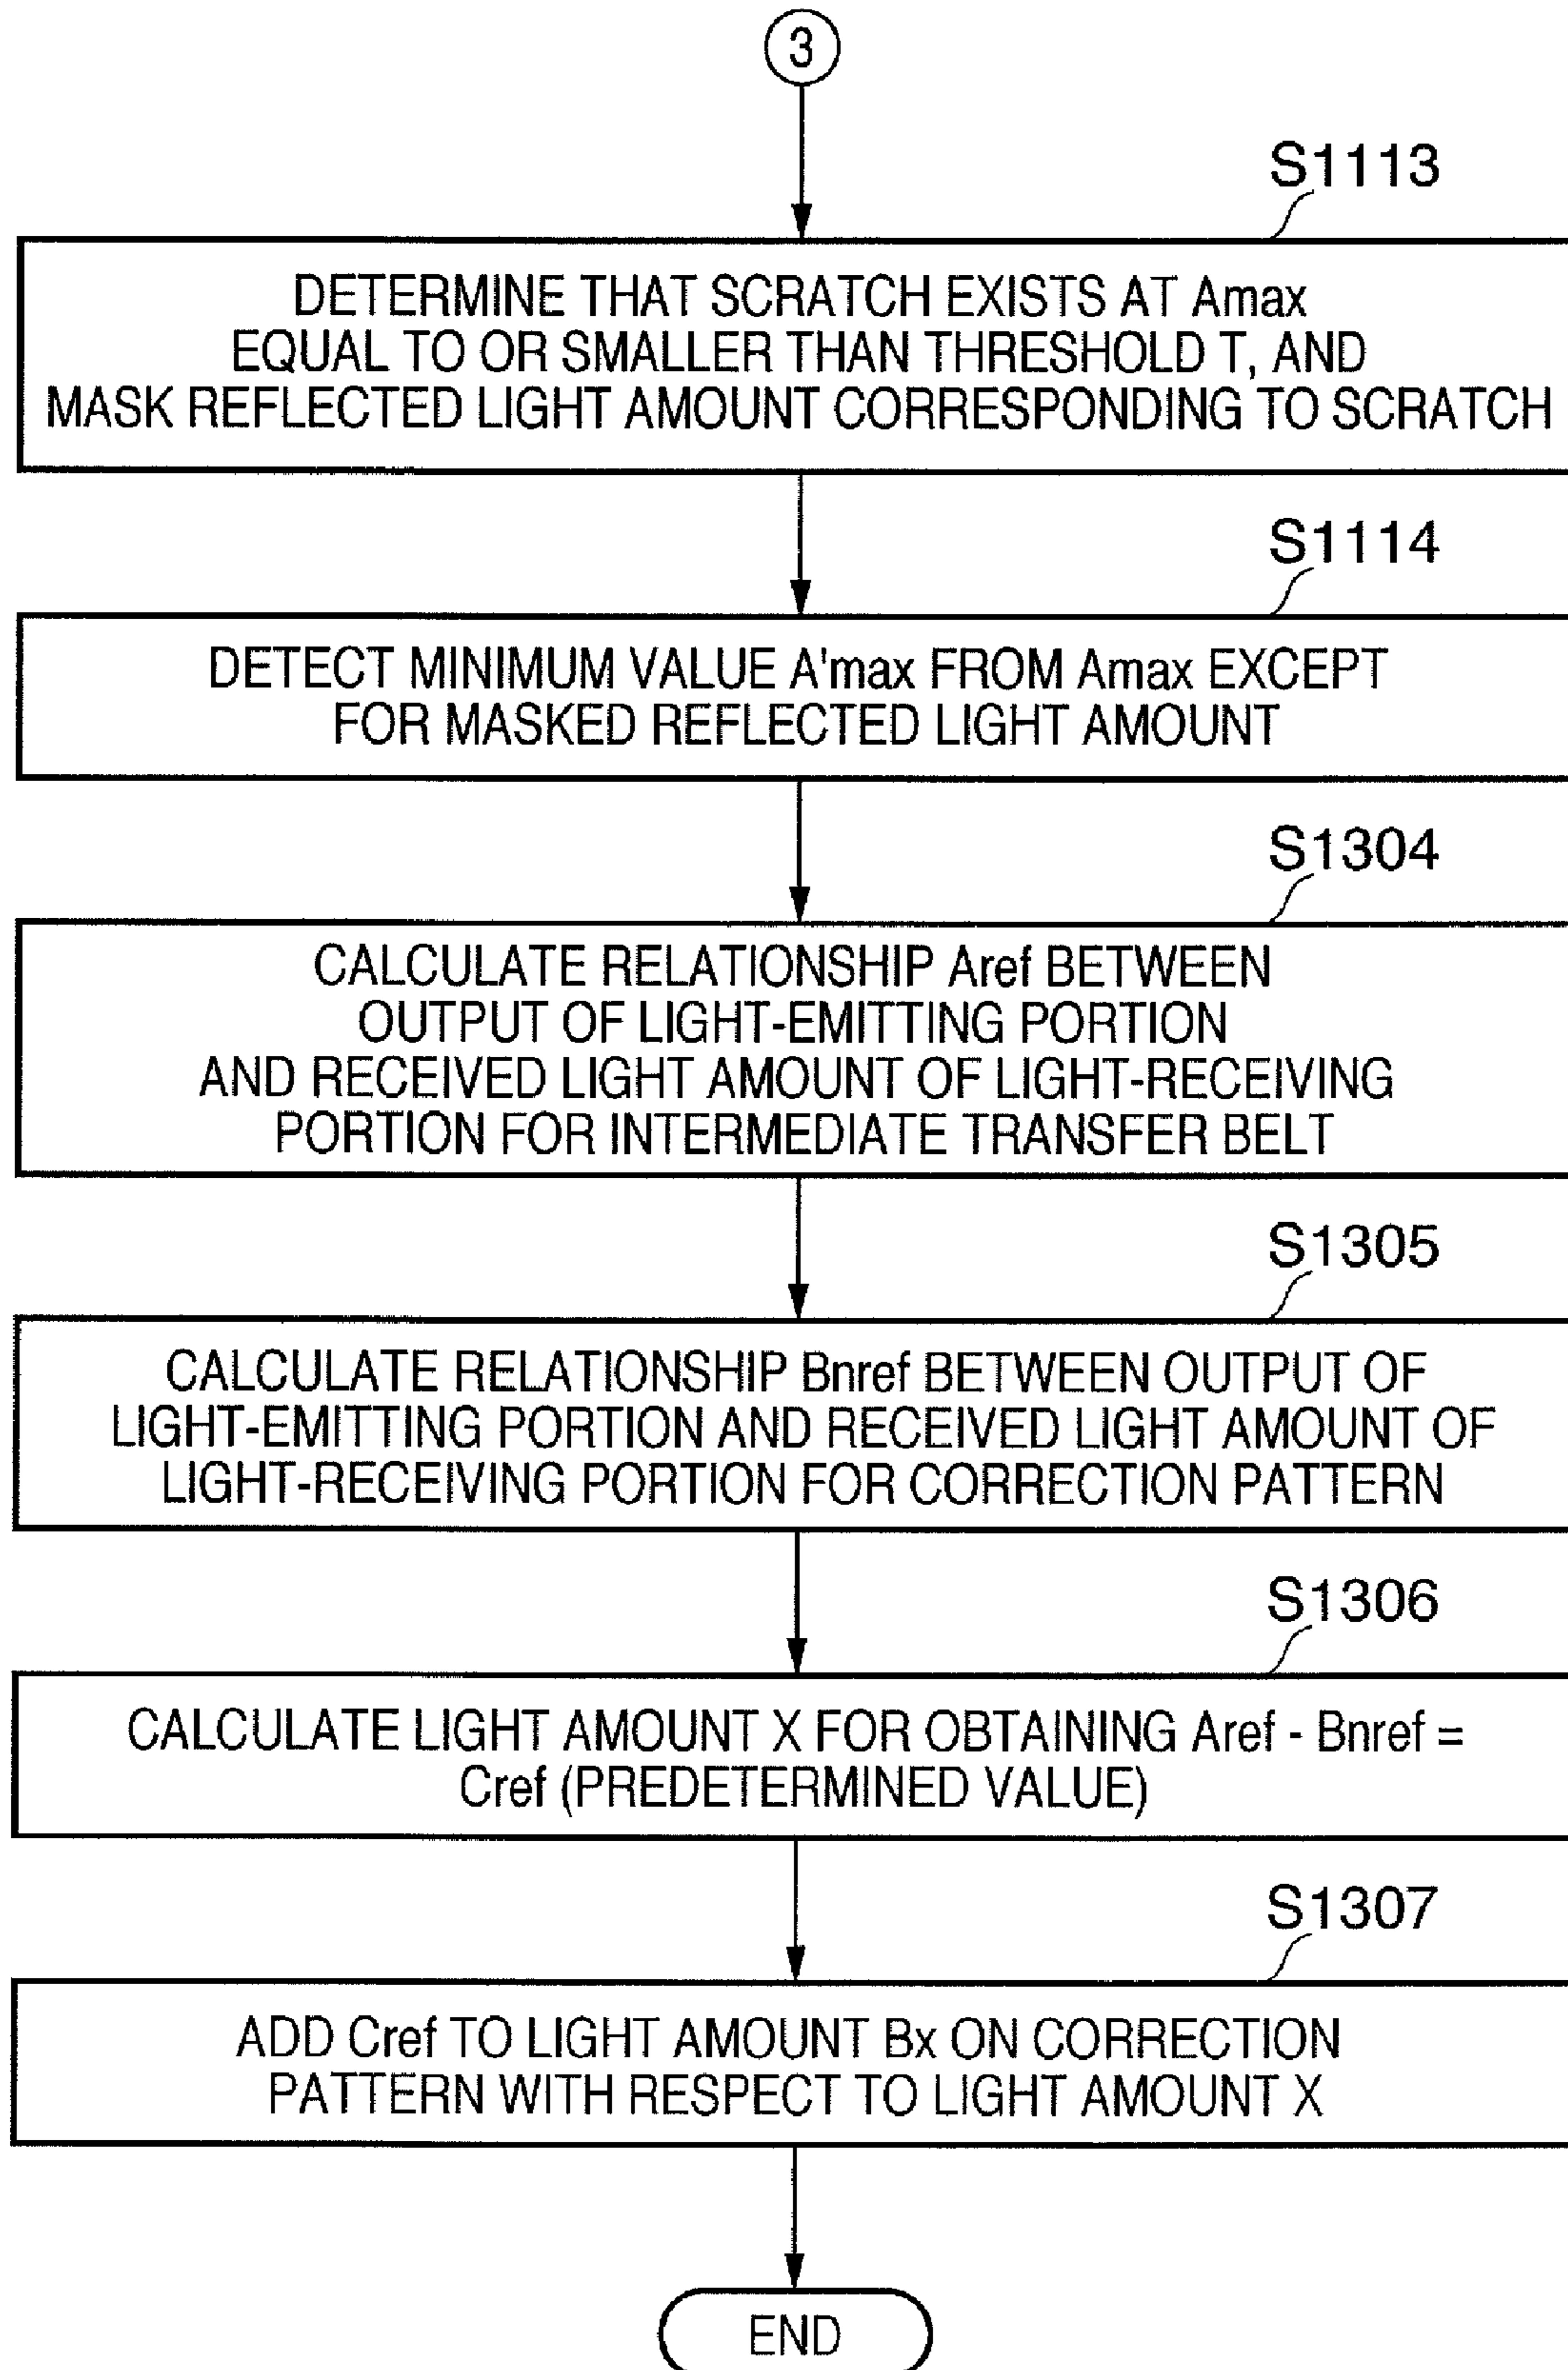 3
S1113
DETERMINE THAT SCRATCH EXISTS AT Amax
EQUAL TO OR SMALLER THAN THRESHOLD T, AND
MASK REFLECTED LIGHT AMOUNT CORRESPONDING TO SCRATCH
S1114
DETECT MINIMUM VALUE A'max FROM Amax EXCEPT
FOR MASKED REFLECTED LIGHT AMOUNT
S1304
CALCULATE RELATIONSHIP Aref BETWEEN
OUTPUT OF LIGHT-EMITTING PORTION
AND RECEIVED LIGHT AMOUNT OF LIGHT-RECEIVING
PORTION FOR INTERMEDIATE TRANSFER BELT
S1305
CALCULATE RELATIONSHIP Bnref BETWEEN OUTPUT OF
LIGHT-EMITTING PORTION AND RECEIVED LIGHT AMOUNT OF
LIGHT-RECEIVING PORTION FOR CORRECTION PATTERN
S1306
CALCULATE LIGHT AMOUNT X FOR OBTAINING Aref - Bnref =
Cref (PREDETERMINED VALUE)
S1307
ADD Cref TO LIGHT AMOUNT Bx ON CORRECTION
PATTERN WITH RESPECT TO LIGHT AMOUNT X
END